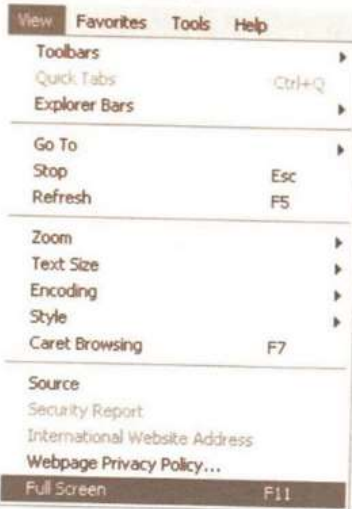 View Favorites Tools Help
Toolbars
Quick Tabs Ctrl+Q
Explorer Bars
Go To
Stop Esc
Refresh F5
Zoom
Text Size
Encoding
Style
Caret Browsing F7
Source
Security Report
International Website Address
Webpage Privacy Policy...
Full Screen F11